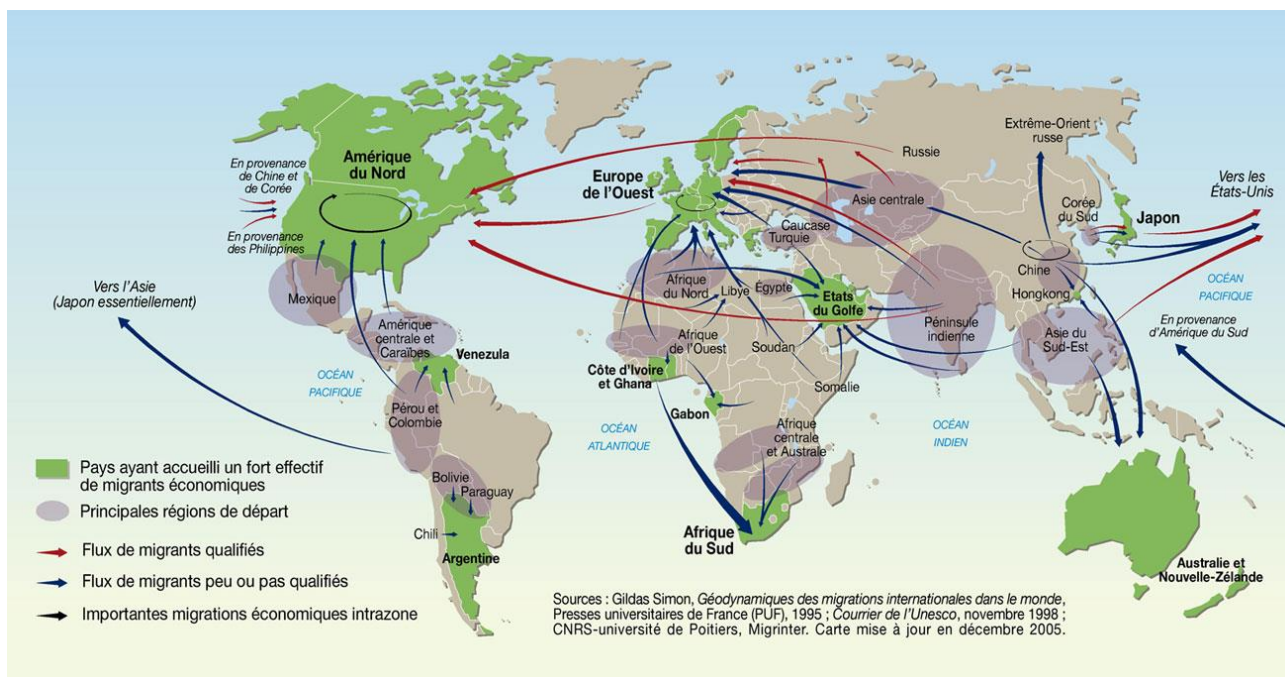 En provenance
de Chine et
de Corée
En provenance
des Philippines
Amérique
du Nord
Europe
de l'Ouest
Russie
Extrême-Orient
russe
Vers les
États-Unis
Asie centrale
Corée
du Sud
Japon
Caucase
Turquie
Chine
Hongkong
OCÉAN
PACIFIQUE
Vers l'Asie
(Japon essentiellement)
Mexique
Afrique
du Nord
Libye
Égypte
Etats
du Golfe
Péninsule
indienne
Asie du
Sud-Est
En provenance
d'Amérique du Sud
Amérique
centrale et
Caraïbes
Venezula
Afrique
de l'Ouest
Soudan
Côte d'Ivoire
et Ghana
Somalie
OCÉAN
PACIFIQUE
Pérou et
Colombie
Gabon
OCÉAN
ATLANTIQUE
Afrique
centrale
et Australe
OCÉAN
INDIEN
Bolivie
Paraguay
Chili
Argentine
Afrique
du Sud
Australie et
Nouvelle-Zélande
Pays ayant accueilli un fort effectif
de migrants économiques
Principales régions de départ
Flux de migrants qualifiés
Flux de migrants peu ou pas qualifiés
Importantes migrations économiques intrazone
Sources : Gildas Simon, Géodynamiques des migrations internationales dans le monde,
Presses universitaires de France (PUF), 1995 ; Courrier de l'Unesco, novembre 1998 ;
CNRS-université de Poitiers, Migrinter. Carte mise à jour en décembre 2005.